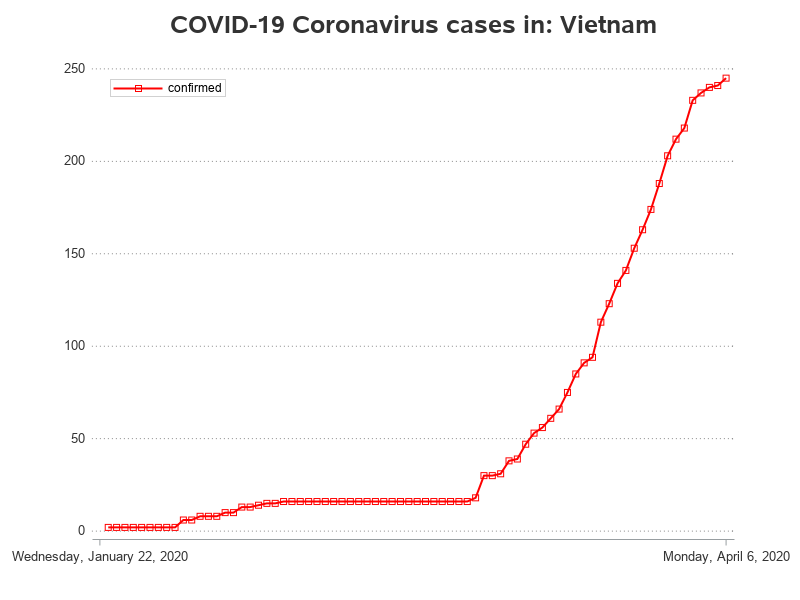 COVID-19 Coronavirus cases in: Vietnam
250
confirmed
200
150
100
50
0
Wednesday, January 22, 2020 Monday, April 6, 2020